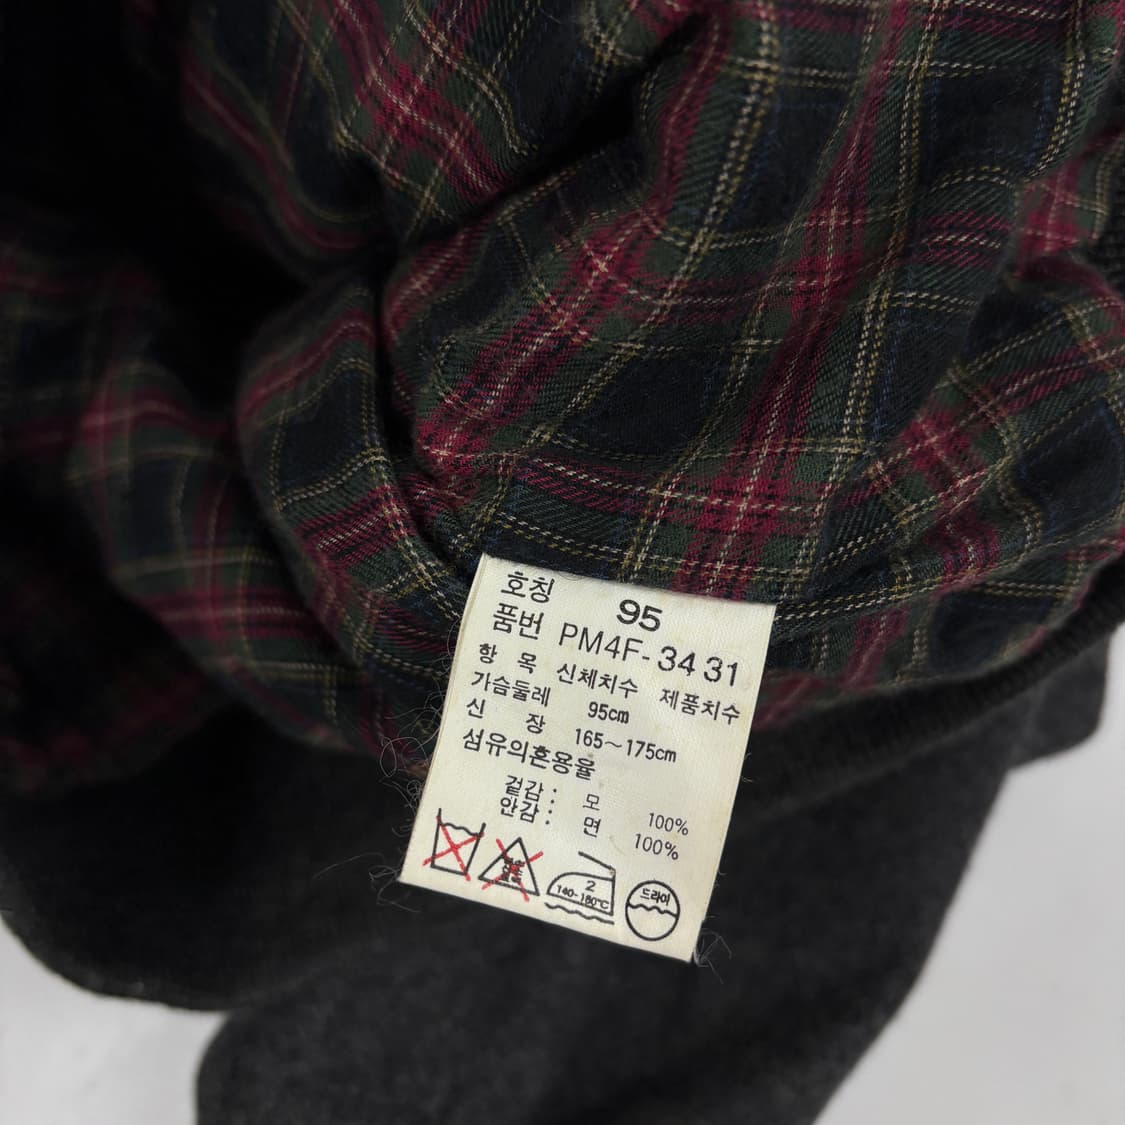 호칭 95
품번 PM4F-3431
항 목 신체치수 제품치수
가슴둘레 95cm
신 장 165~175cm
섬유의혼용율
겉감: 모 100%
안감: 면 100%
2
140-160℃
드라이